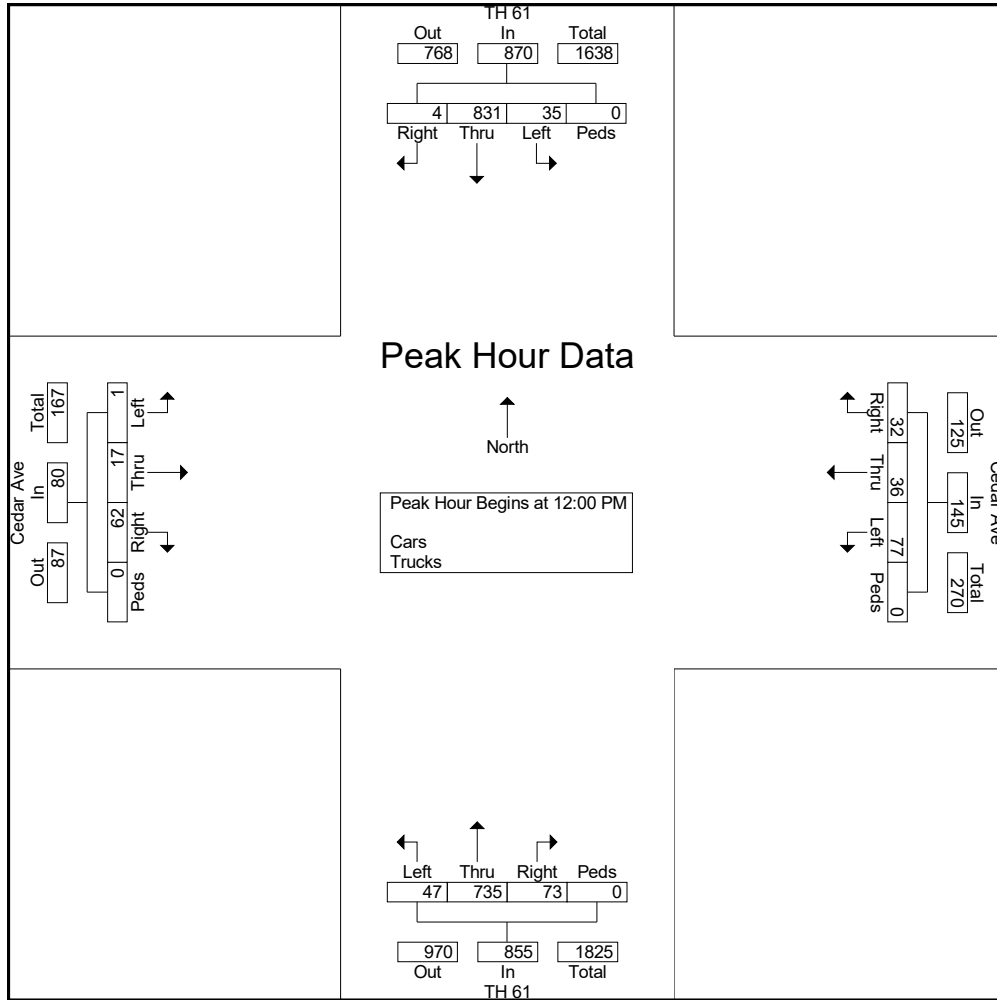 TH 61
Out In Total
768 870 1638
4 831 35 0
Right Thru Left Peds
Peak Hour Data
North
Peak Hour Begins at 12:00 PM
Cars
Trucks
Cedar Ave
Total In Out
167 80 87
1 17 62 0
Left Thru Right Peds
Cedar Ave
Out In Total
125 145 270
32 36 77 0
Right Thru Left Peds
Left Thru Right Peds
47 735 73 0
970 855 1825
Out In Total
TH 61